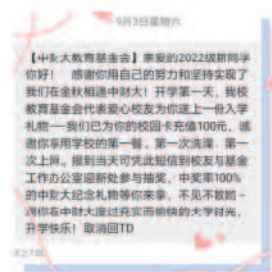 9月3日星期六
【中财大教育基金会】亲爱的2022级新同学
你好！ 感谢你用自己的努力和坚持实现了
我们在金秋相遇中财大！开学第一天，我校
教育基金会代表爱心校友为你送上一份入学
礼物——我们已为你的校园卡充值100元，诚
邀你享用学校的第一餐、第一次洗澡、第一
次上网。报到当天可凭此短信到校友与基金
工作办公室迎新处参与抽奖，中奖率100%
的中财大纪念礼物等你来拿，不见不散哟～
愿你在中财大度过充实而愉快的大学时光，
开学快乐！取消回TD